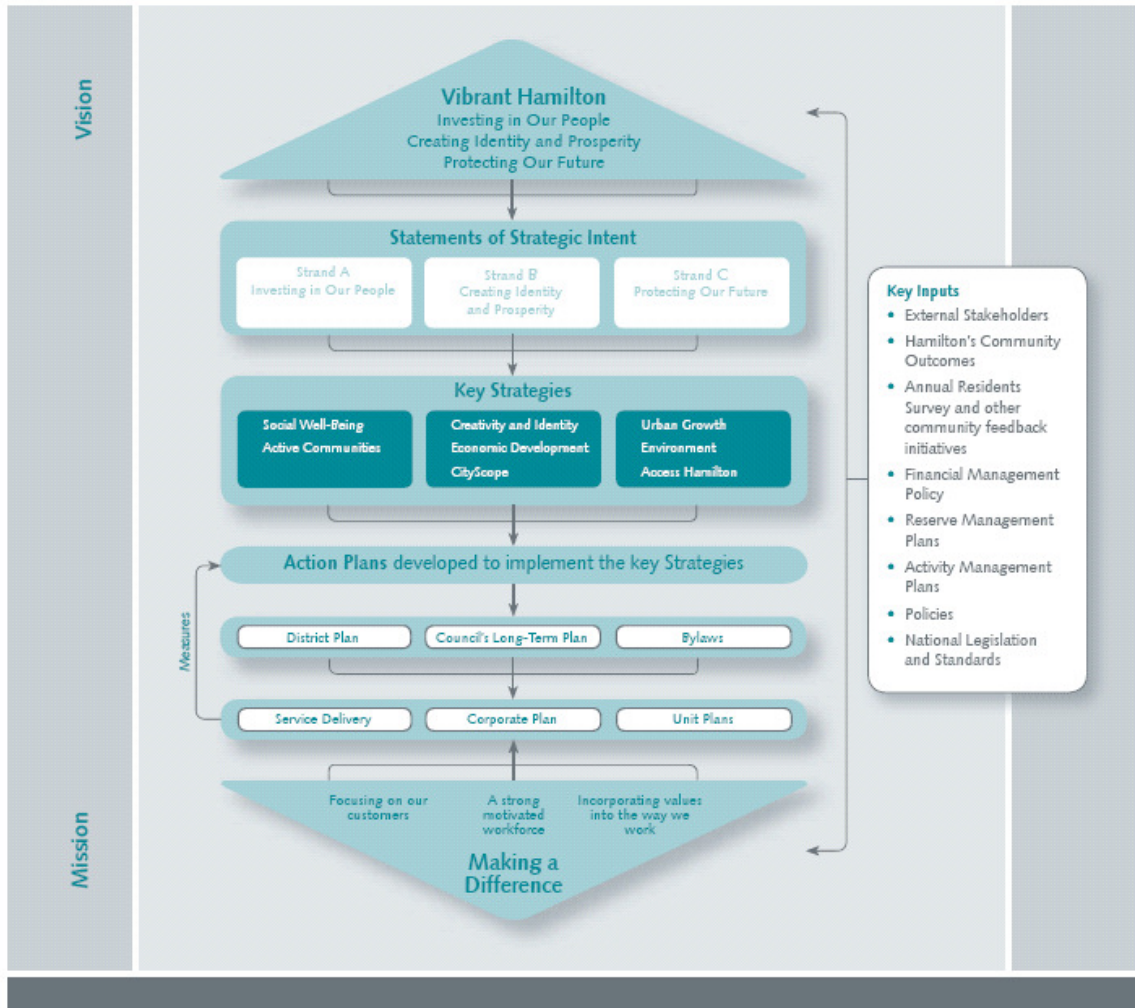 Vision
Vibrant Hamilton
Investing in Our People
Creating Identity and Prosperity
Protecting Our Future
Statements of Strategic Intent
Strand A
Investing in Our People
Strand B
Creating Identity
and Prosperity
Strand C
Protecting Our Future
Key Strategies
Social Well-Being
Active Communities
Creativity and Identity
Economic Development
CityScope
Urban Growth
Environment
Access Hamilton
Action Plans developed to implement the key Strategies
Measures
District Plan
Council's Long-Term Plan
Bylaws
Service Delivery
Corporate Plan
Unit Plans
Focusing on our
customers
A strong
motivated
workforce
Incorporating values
into the way we
work
Making a
Difference
Mission
Key Inputs
• External Stakeholders
• Hamilton's Community
Outcomes
• Annual Residents
Survey and other
community feedback
initiatives
• Financial Management
Policy
• Reserve Management
Plans
• Activity Management
Plans
• Policies
• National Legislation
and Standards